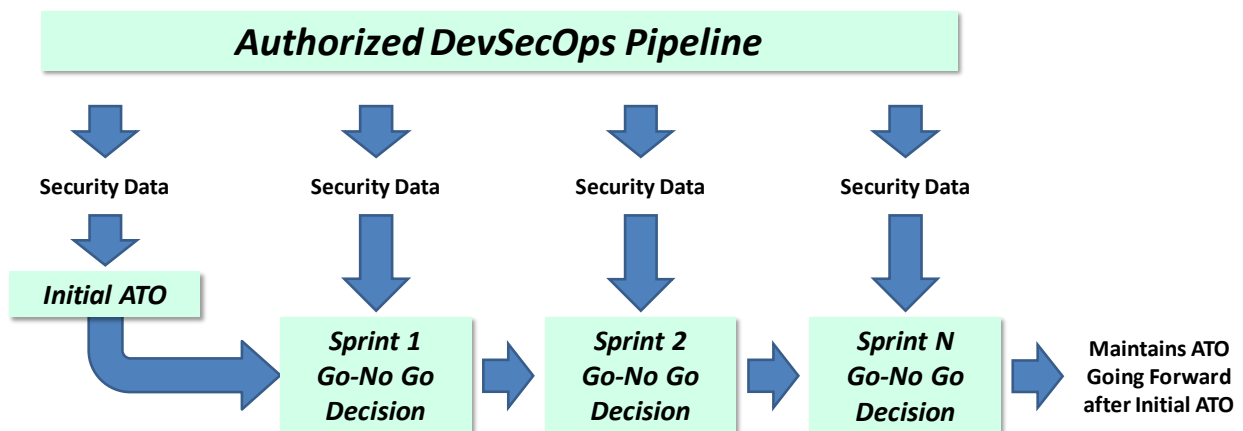 Authorized DevSecOps Pipeline
Security Data
Security Data
Security Data
Security Data
Initial ATO
Sprint 1
Go-No Go
Decision
Sprint 2
Go-No Go
Decision
Sprint N
Go-No Go
Decision
Maintains ATO
Going Forward
after Initial ATO